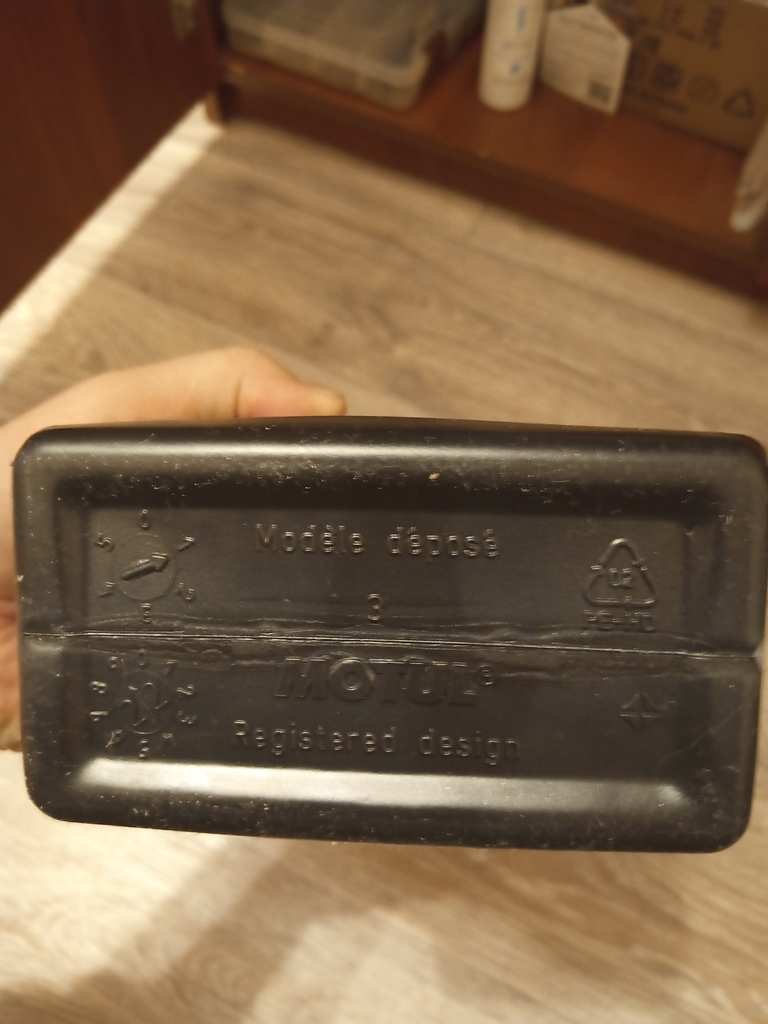 Modèle déposé
3
02
PE-HD
MOTUL®
Registered design